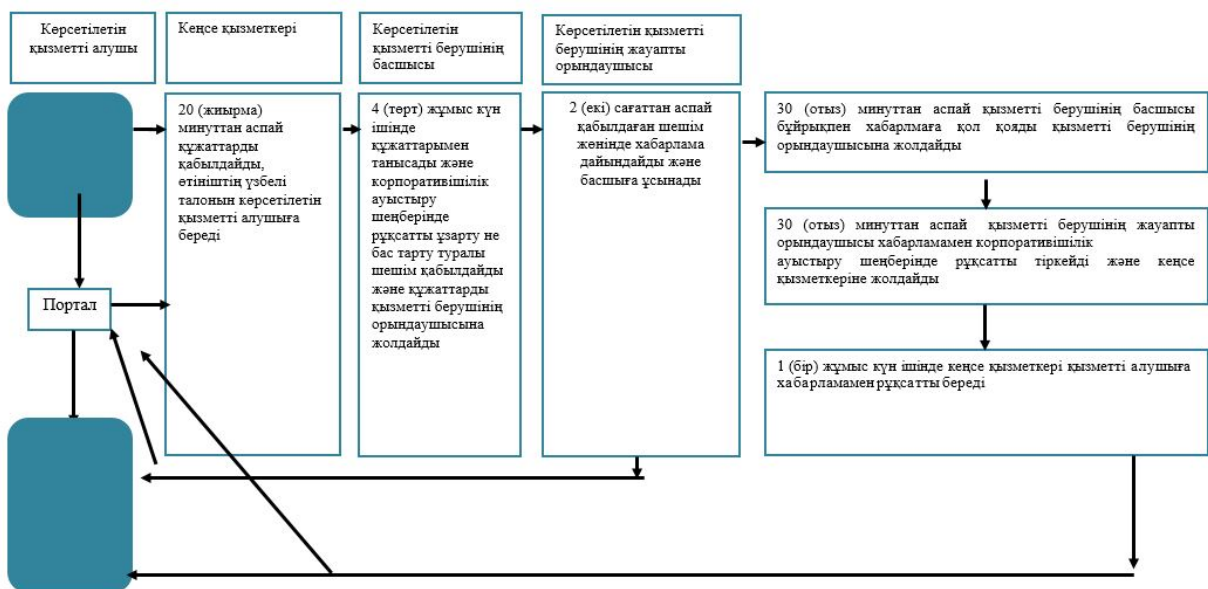 Көрсетілетін
қызметті алушы
Кеңсе қызметкері
Көрсетілетін
қызметті берушінің
басшысы
Көрсетілетін қызметті
берушінің жауапты
орындаушысы
20 (жиырма)
минуттан аспай
құжаттарды
қабылдайды,
өтініштің үзбелі
талонын көрсетілетін
қызметті алушыға
береді
4 (төрт) жұмыс күн
ішінде
құжаттарымен
танысады және
корпоративішілік
ауыстыру
шеңберінде
рұқсатты ұзарту не
бас тарту туралы
шешім қабылдайды
және құжаттарды
қызметті берушінің
орындаушысына
жолдайды
2 (екі) сағаттан аспай
қабылдаған шешім
жөнінде хабарлама
дайындайды және
басшыға ұсынады
30 (отыз) минуттан аспай қызметті берушінің басшысы
бұйрықпен хабарлмаға қол қояды қызметті берушінің
орындаушысына жолдайды
30 (отыз) минуттан аспай қызметті берушінің жауапты
орындаушысы хабарламамен корпоративішілік
ауыстыру шеңберінде рұқсатты тіркейді және кеңсе
қызметкеріне жолдайды
1 (бір) жұмыс күн ішінде кеңсе қызметкері қызметті алушыға
хабарламамен рұқсатты береді
Портал